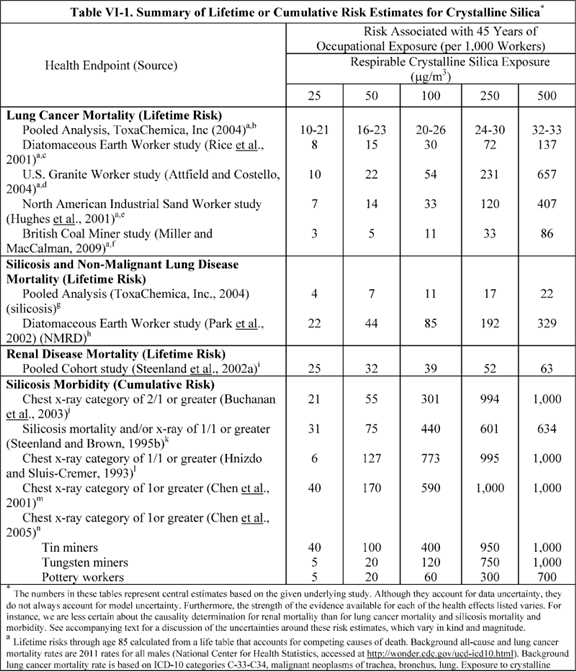 Table VI-1. Summary of Lifetime or Cumulative Risk Estimates for Crystalline Silica*
Health Endpoint (Source)
Risk Associated with 45 Years of
Occupational Exposure (per 1,000 Workers)
Respirable Crystalline Silica Exposure
(μg/m³)
25 50 100 250 500
Lung Cancer Mortality (Lifetime Risk)
Pooled Analysis, ToxaChemica, Inc (2004)a,b 10-21 16-23 20-26 24-30 32-33
Diatomaceous Earth Worker study (Rice et al., 8 15 30 72 137
2001)a,c
U.S. Granite Worker study (Attfield and Costello, 10 22 54 231 657
2004)a,d
North American Industrial Sand Worker study 7 14 33 120 407
(Hughes et al., 2001)a,e
British Coal Miner study (Miller and 3 5 11 33 86
MacCalman, 2009)a,f
Silicosis and Non-Malignant Lung Disease
Mortality (Lifetime Risk)
Pooled Analysis (ToxaChemica, Inc., 2004) 4 7 11 17 22
(silicosis)g
Diatomaceous Earth Worker study (Park et al., 22 44 85 192 329
2002) (NMRD)h
Renal Disease Mortality (Lifetime Risk)
Pooled Cohort study (Steenland et al., 2002a)i 25 32 39 52 63
Silicosis Morbidity (Cumulative Risk)
Chest x-ray category of 2/1 or greater (Buchanan 21 55 301 994 1,000
et al., 2003)j
Silicosis mortality and/or x-ray of 1/1 or greater 31 75 440 601 634
(Steenland and Brown, 1995b)k
Chest x-ray category of 1/1 or greater (Hnizdo 6 127 773 995 1,000
and Sluis-Cremer, 1993)l
Chest x-ray category of 1or greater (Chen et al., 40 170 590 1,000 1,000
2001)m
Chest x-ray category of 1or greater (Chen et al.,
2005)n
Tin miners 40 100 400 950 1,000
Tungsten miners 5 20 120 750 1,000
Pottery workers 5 20 60 300 700
* The numbers in these tables represent central estimates based on the given underlying study. Although they account for data uncertainty, they
do not always account for model uncertainty. Furthermore, the strength of the evidence available for each of the health effects listed varies. For
instance, we are less certain about the causality determination for renal mortality than for lung cancer mortality and silicosis mortality and
morbidity. See accompanying text for a discussion of the uncertainties around these risk estimates, which vary in kind and magnitude.
a Lifetime risks through age 85 calculated from a life table that accounts for competing causes of death. Background all-cause and lung cancer
mortality rates are 2011 rates for all males (National Center for Health Statistics, accessed at http://wonder.cdc.gov/ucd-icd10.html). Background
lung cancer mortality rate is based on ICD-10 categories C-33-C34, malignant neoplasms of trachea, bronchus, lung. Exposure to crystalline